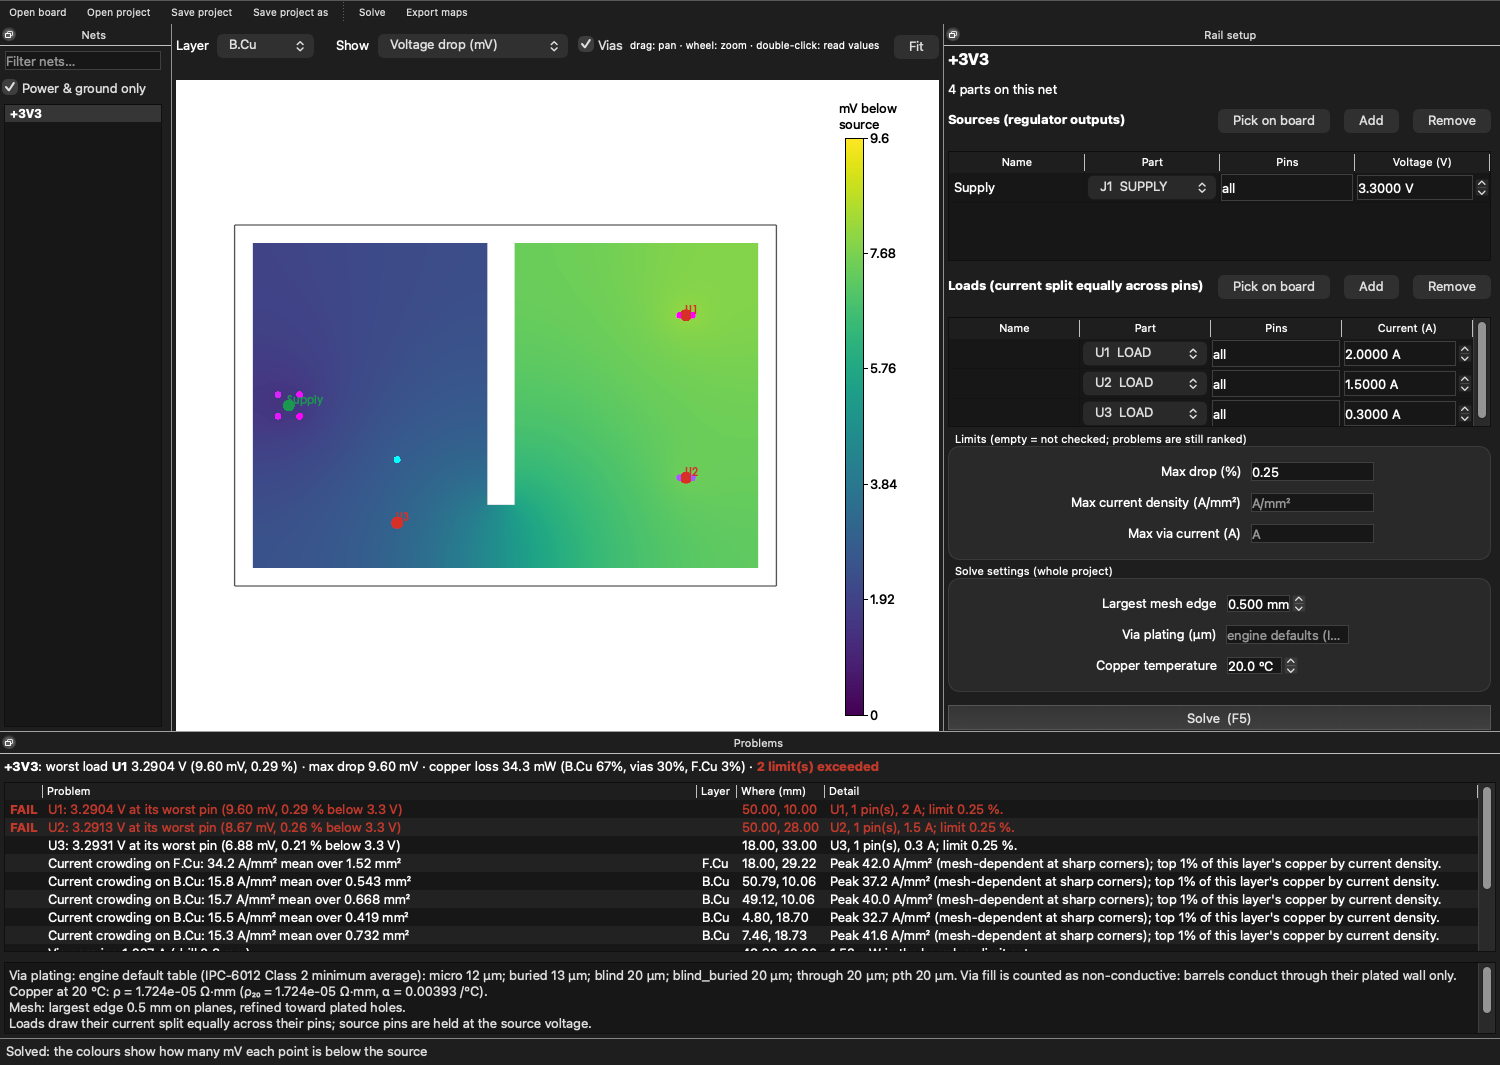 Open board Open project Save project Save project as Solve Export maps
Nets
Filter nets...
Power & ground only
+3V3
Layer B.Cu Show Voltage drop (mV) Vias drag: pan · wheel: zoom · double-click: read values Fit
mV below
source
9.6
7.68
5.76
3.84
1.92
0
Supply
U1
U2
U3
Rail setup
+3V3
4 parts on this net
Sources (regulator outputs) Pick on board Add Remove
Name Part Pins Voltage (V)
Supply J1 SUPPLY all 3.3000 V
Loads (current split equally across pins) Pick on board Add Remove
Name Part Pins Current (A)
U1 LOAD all 2.0000 A
U2 LOAD all 1.5000 A
U3 LOAD all 0.3000 A
Limits (empty = not checked; problems are still ranked)
Max drop (%) 0.25
Max current density (A/mm²) A/mm²
Max via current (A) A
Solve settings (whole project)
Largest mesh edge 0.500 mm
Via plating (µm) engine defaults (I...
Copper temperature 20.0 °C
Solve (F5)
Problems
+3V3: worst load U1 3.2904 V (9.60 mV, 0.29 %) · max drop 9.60 mV · copper loss 34.3 mW (B.Cu 67%, vias 30%, F.Cu 3%) · 2 limit(s) exceeded
Problem Layer Where (mm) Detail
FAIL U1: 3.2904 V at its worst pin (9.60 mV, 0.29 % below 3.3 V) 50.00, 10.00 U1, 1 pin(s), 2 A; limit 0.25 %.
FAIL U2: 3.2913 V at its worst pin (8.67 mV, 0.26 % below 3.3 V) 50.00, 28.00 U2, 1 pin(s), 1.5 A; limit 0.25 %.
U3: 3.2931 V at its worst pin (6.88 mV, 0.21 % below 3.3 V) 18.00, 33.00 U3, 1 pin(s), 0.3 A; limit 0.25 %.
Current crowding on F.Cu: 34.2 A/mm² mean over 1.52 mm² F.Cu 18.00, 29.22 Peak 42.0 A/mm² (mesh-dependent at sharp corners); top 1% of this layer's copper by current density.
Current crowding on B.Cu: 15.8 A/mm² mean over 0.543 mm² B.Cu 50.79, 10.06 Peak 37.2 A/mm² (mesh-dependent at sharp corners); top 1% of this layer's copper by current density.
Current crowding on B.Cu: 15.7 A/mm² mean over 0.668 mm² B.Cu 49.12, 10.06 Peak 40.0 A/mm² (mesh-dependent at sharp corners); top 1% of this layer's copper by current density.
Current crowding on B.Cu: 15.5 A/mm² mean over 0.419 mm² B.Cu 4.80, 18.70 Peak 32.7 A/mm² (mesh-dependent at sharp corners); top 1% of this layer's copper by current density.
Current crowding on B.Cu: 15.3 A/mm² mean over 0.732 mm² B.Cu 7.46, 18.73 Peak 41.6 A/mm² (mesh-dependent at sharp corners); top 1% of this layer's copper by current density.
Via plating: engine default table (IPC-6012 Class 2 minimum average): micro 12 µm; buried 13 µm; blind 20 µm; blind_buried 20 µm; through 20 µm; pth 20 µm. Via fill is counted as non-conductive: barrels conduct through their plated wall only.
Copper at 20 °C: ρ = 1.724e-05 Ω·mm (ρ₂₀ = 1.724e-05 Ω·mm, α = 0.00393 /°C).
Mesh: largest edge 0.5 mm on planes, refined toward plated holes.
Loads draw their current split equally across their pins; source pins are held at the source voltage.
Solved: the colours show how many mV each point is below the source